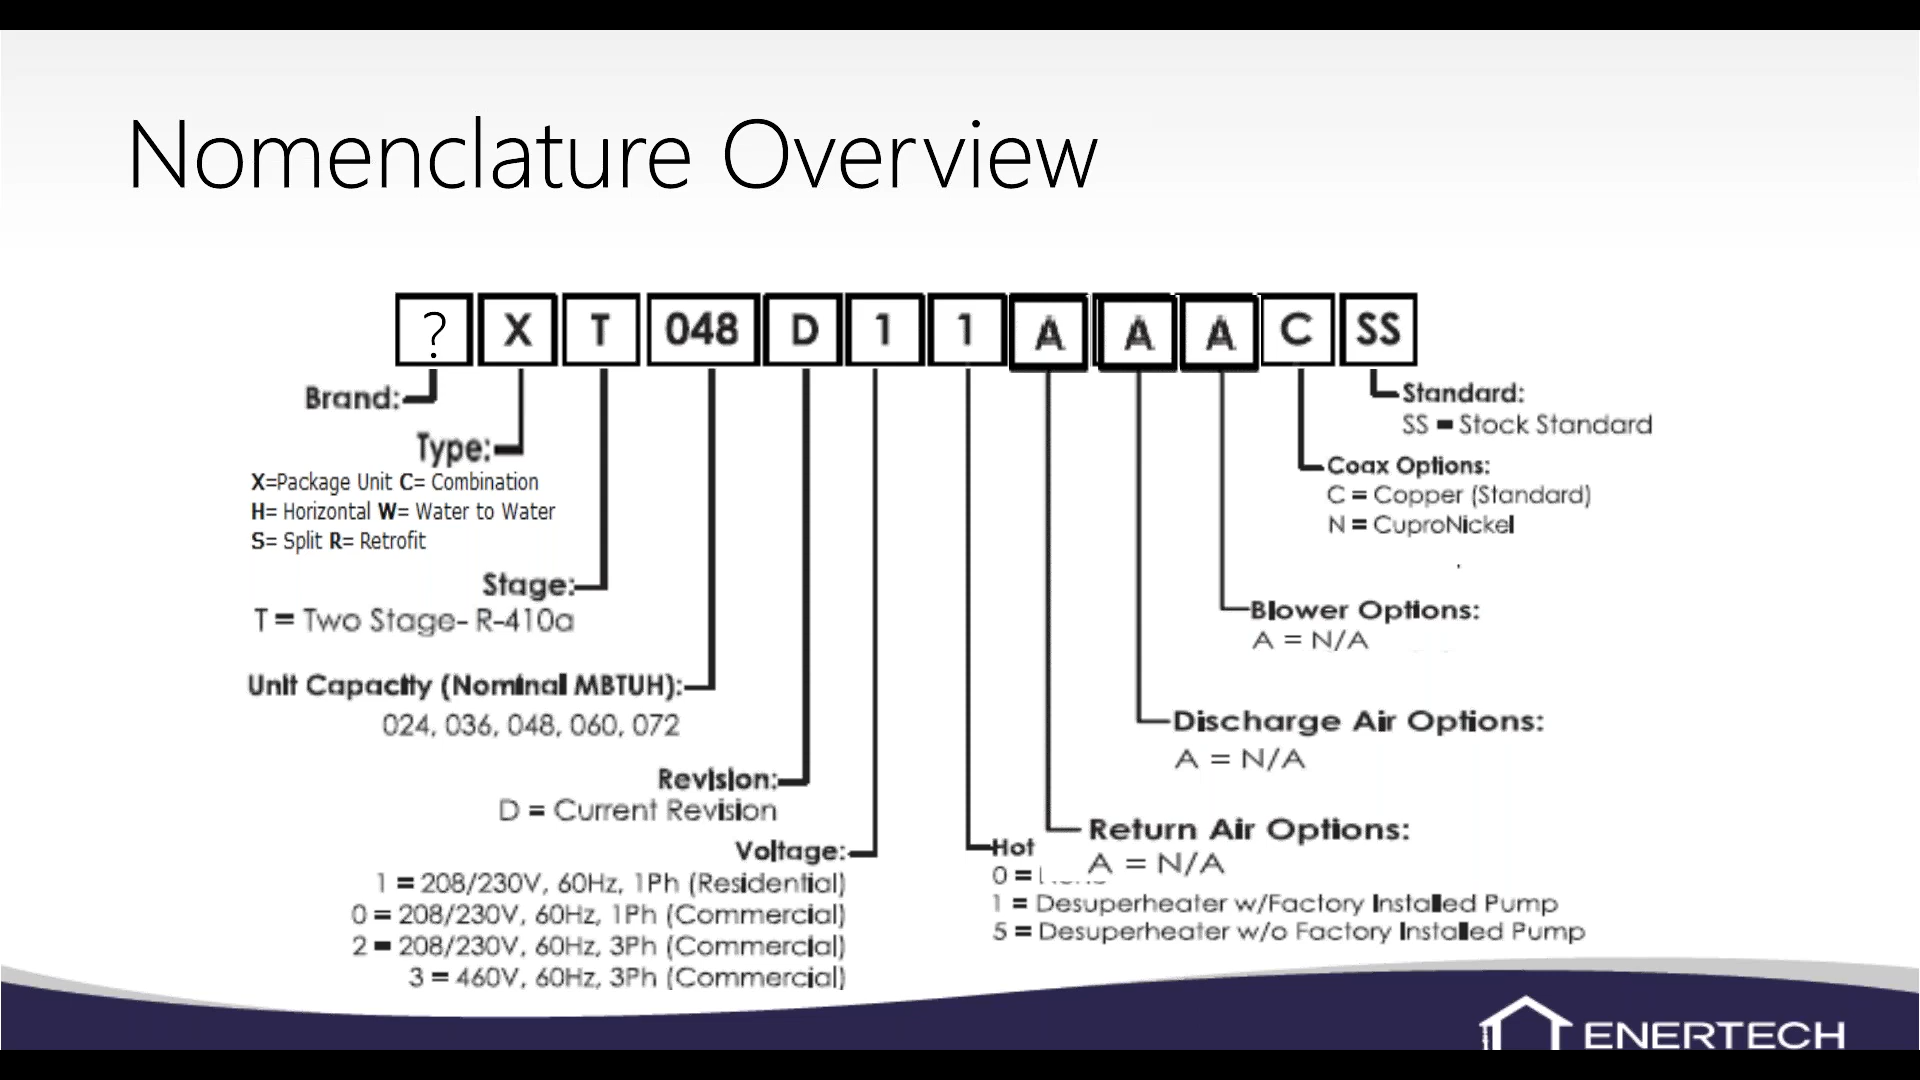 Nomenclature Overview
? X T 048 D 1 1 A A A C SS
Brand:
Type:
X=Package Unit C= Combination
H= Horizontal W= Water to Water
S= Split R= Retrofit
Stage:
T = Two Stage- R-410a
Unit Capacity (Nominal MBTUH):
024, 036, 048, 060, 072
Revision:
D = Current Revision
Voltage:
1 = 208/230V, 60Hz, 1Ph (Residential)
0 = 208/230V, 60Hz, 1Ph (Commercial)
2 = 208/230V, 60Hz, 3Ph (Commercial)
3 = 460V, 60Hz, 3Ph (Commercial)
Standard:
SS = Stock Standard
Coax Options:
C = Copper (Standard)
N = CuproNickel
Blower Options:
A = N/A
Discharge Air Options:
A = N/A
Return Air Options:
A = N/A
Hot
0 =
1 = Desuperheater w/Factory Installed Pump
5 = Desuperheater w/o Factory Installed Pump
ENERTECH